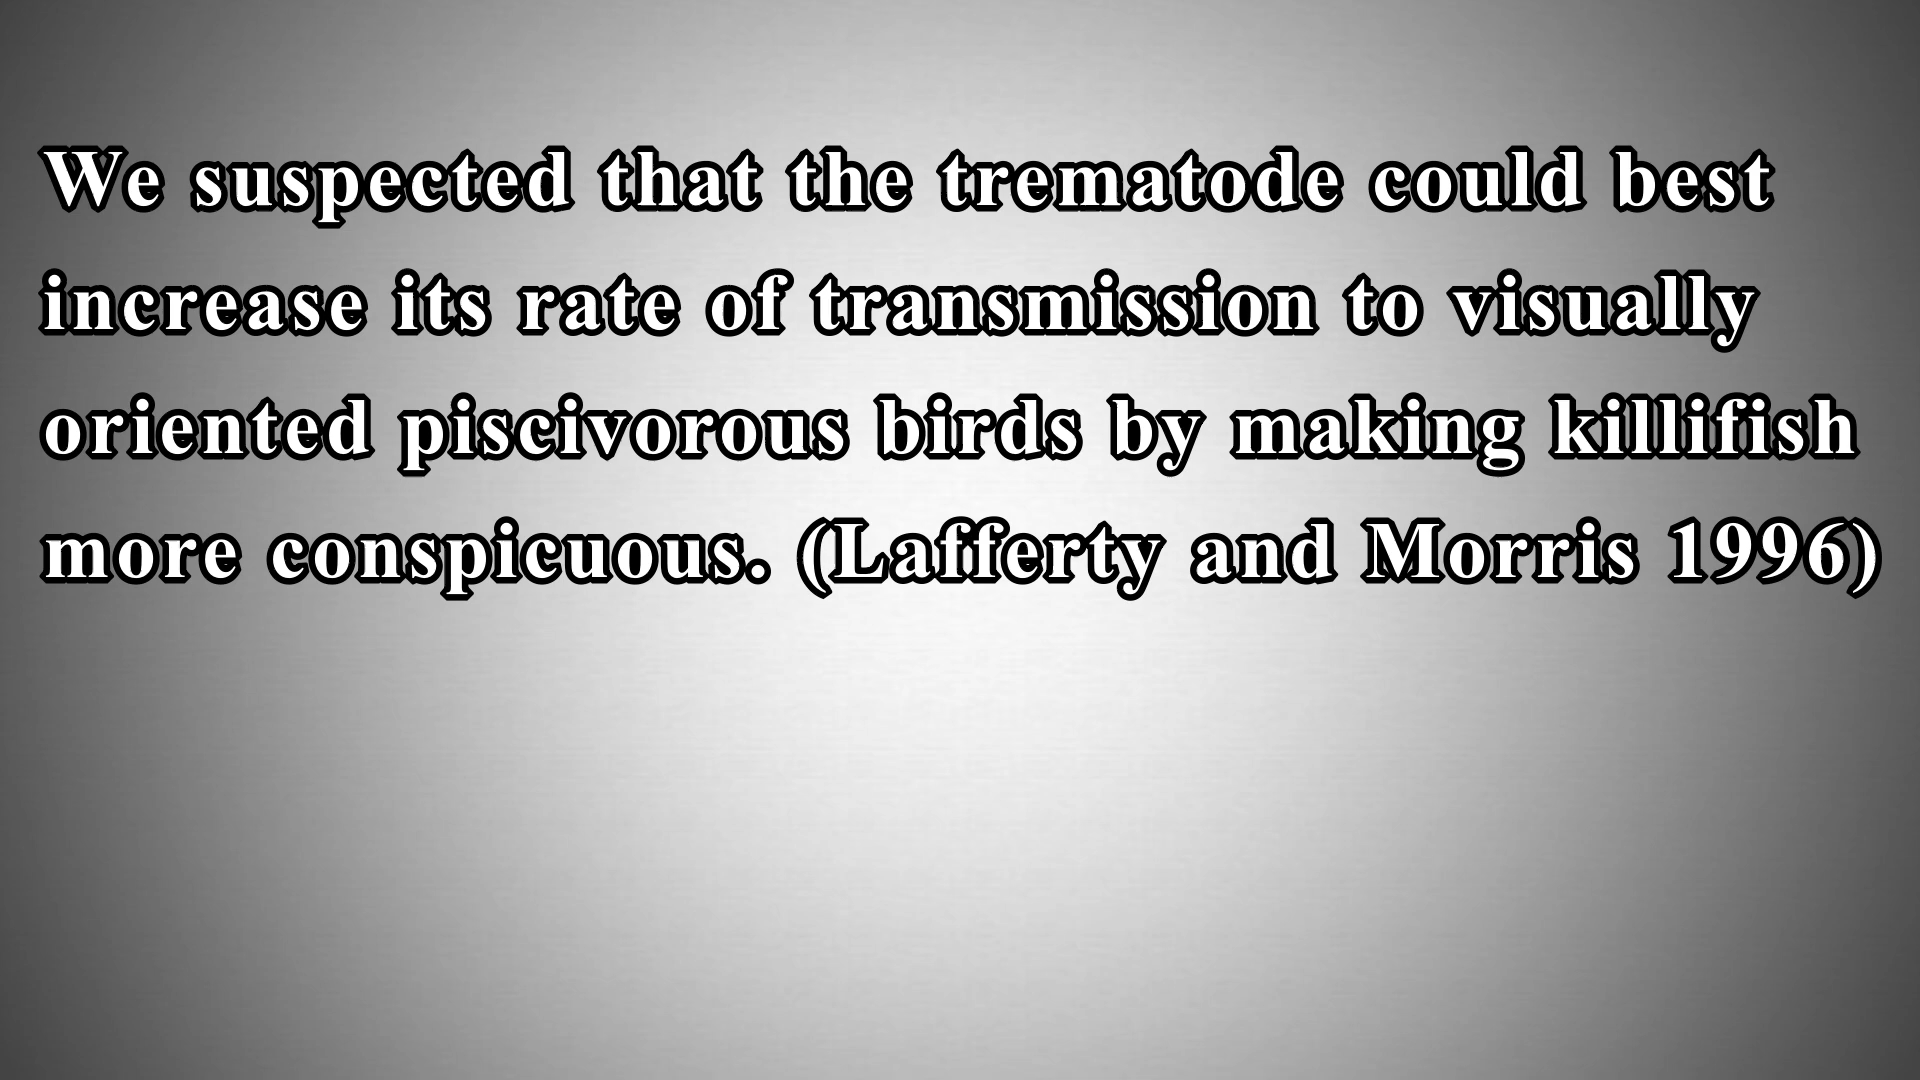 We suspected that the trematode could best
increase its rate of transmission to visually
oriented piscivorous birds by making killifish
more conspicuous. (Lafferty and Morris 1996)